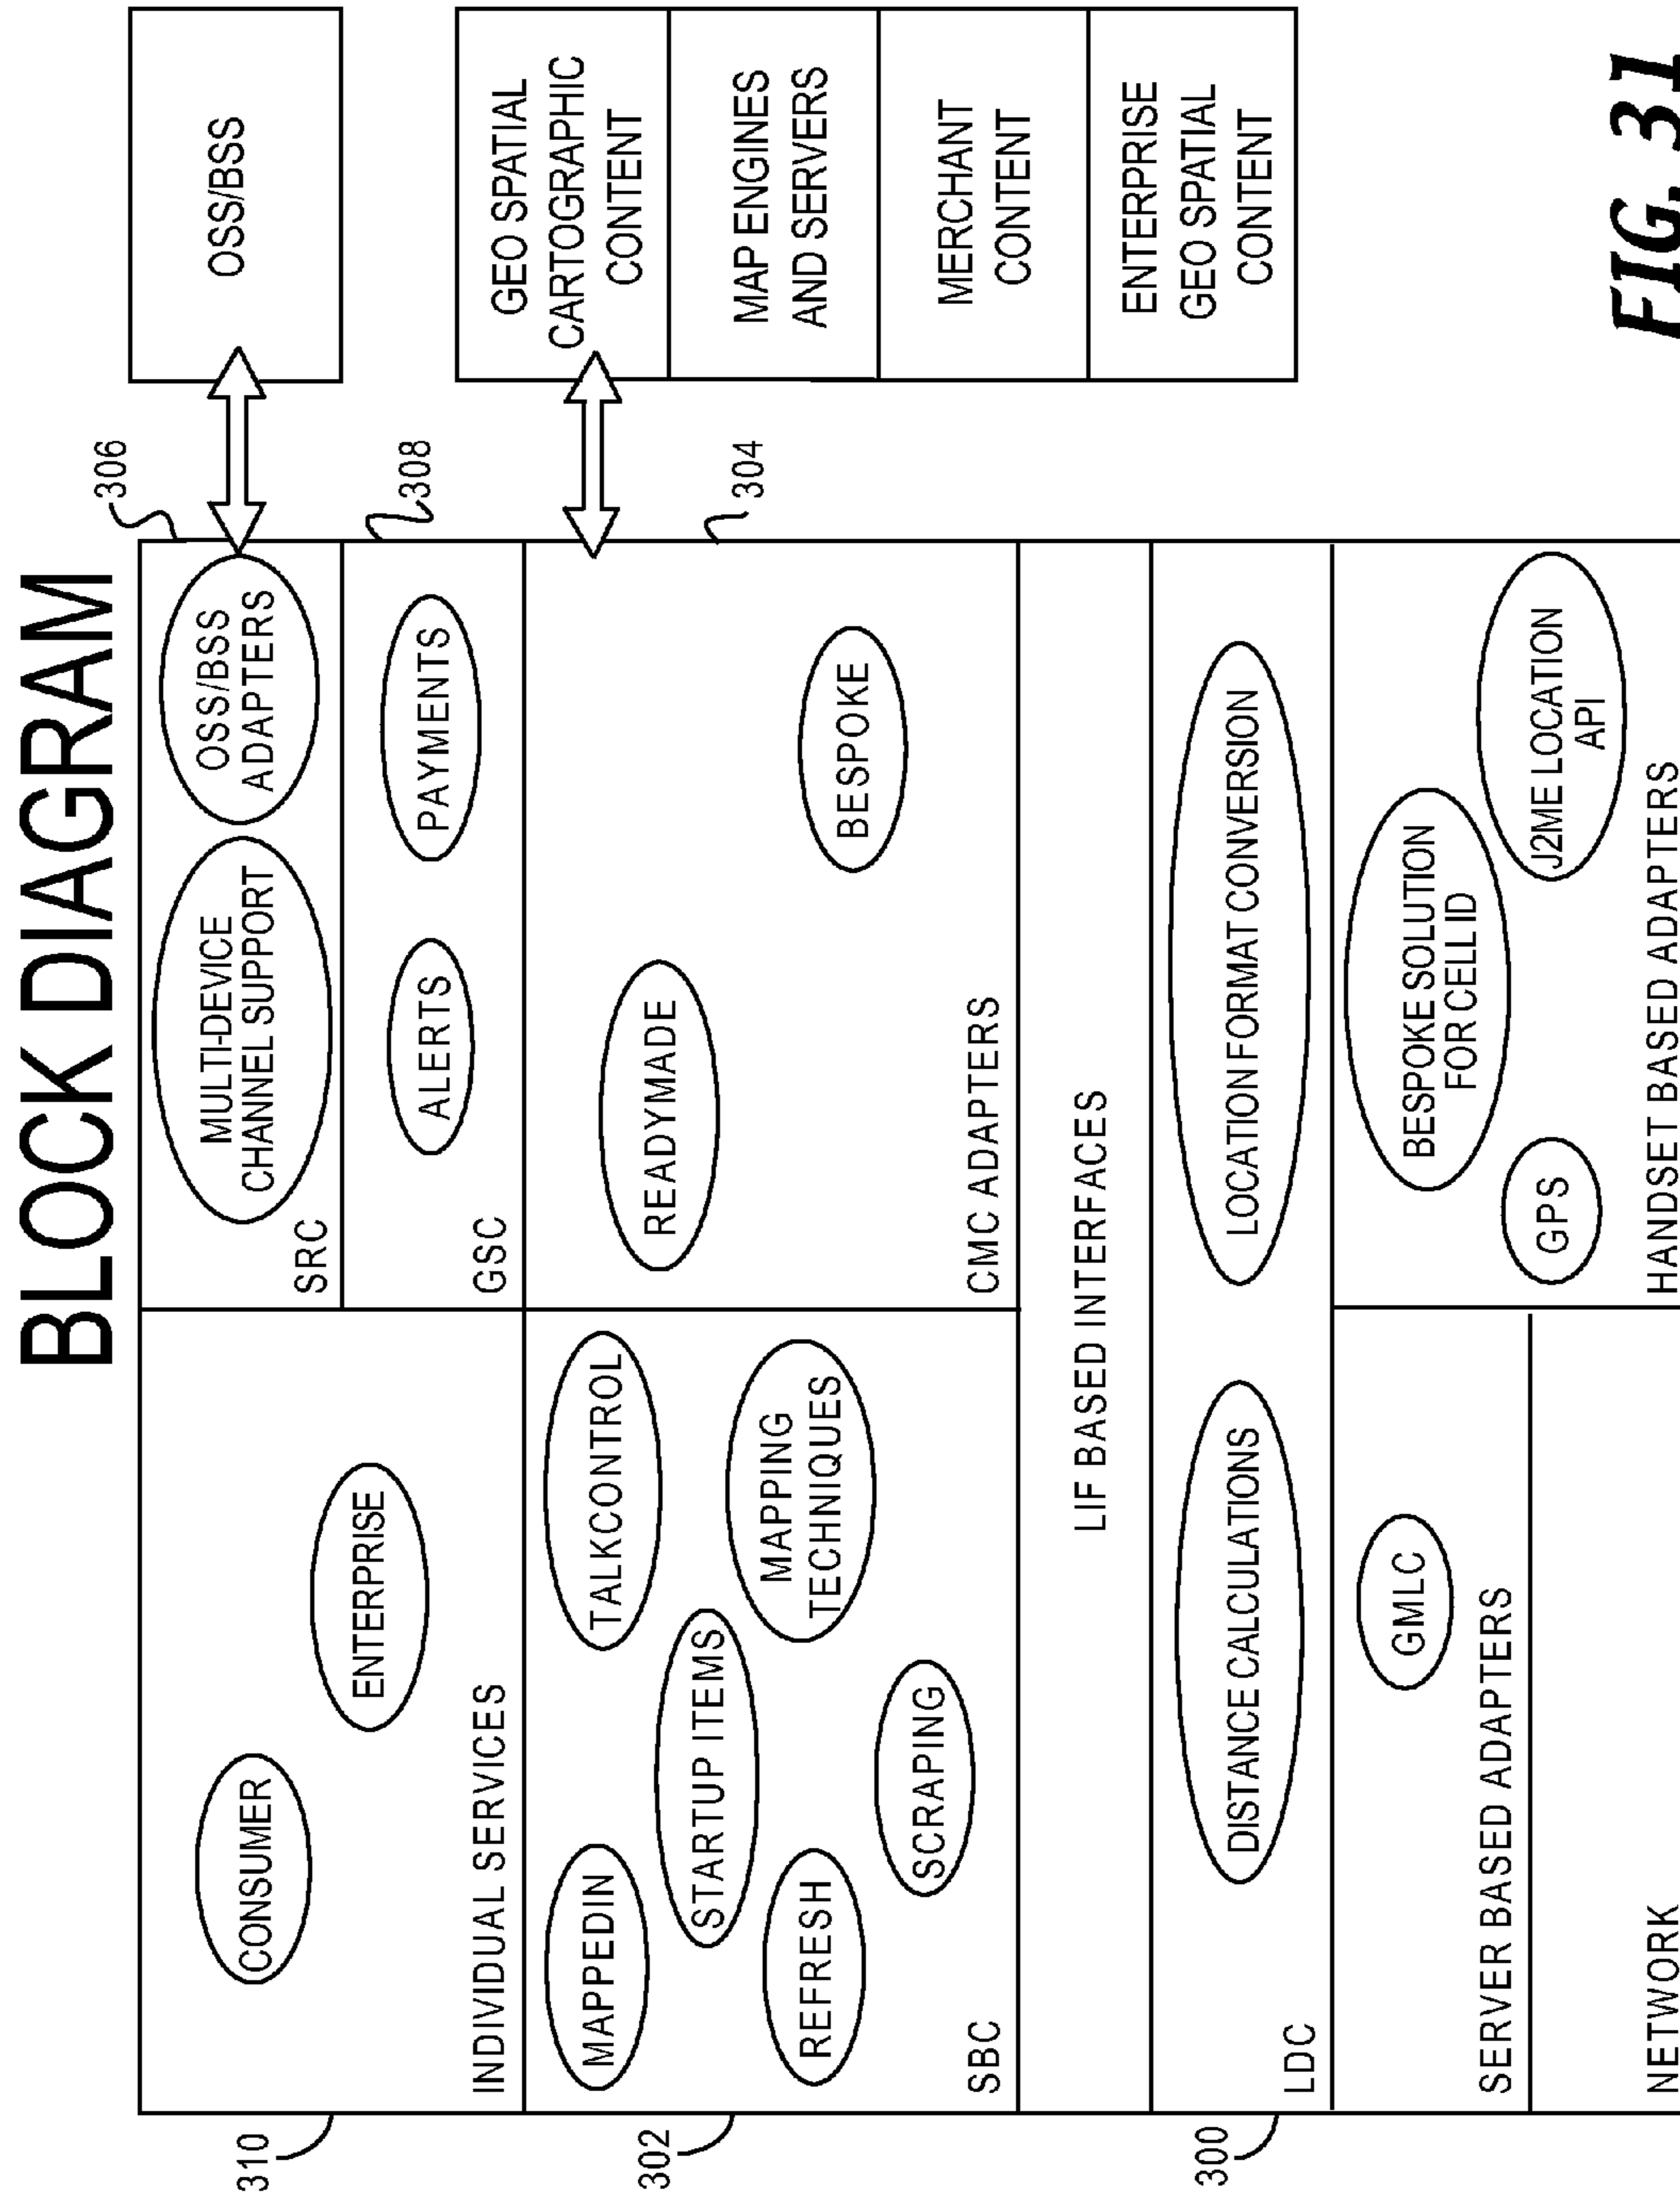 BLOCK DIAGRAM
310
CONSUMER
ENTERPRISE
INDIVIDUAL SERVICES
MULTI-DEVICE
CHANNEL SUPPORT
OSS/BSS
ADAPTERS
SRC
306
OSS/BSS
ALERTS
PAYMENTS
GSC
308
302
MAPPEDIN
TALKCONTROL
STARTUP ITEMS
MAPPING
TECHNIQUES
REFRESH
SCRAPING
SBC
READYMADE
BESPOKE
CMC ADAPTERS
304
GEO SPATIAL
CARTOGRAPHIC
CONTENT
MAP ENGINES
AND SERVERS
MERCHANT
CONTENT
ENTERPRISE
GEO SPATIAL
CONTENT
LIF BASED INTERFACES
300
DISTANCE CALCULATIONS
LOCATION FORMAT CONVERSION
LDC
GMLC
SERVER BASED ADAPTERS
NETWORK
BESPOKE SOLUTION
FOR CELL ID
GPS
J2ME LOCATION
API
HANDSET BASED ADAPTERS
FIG. 31